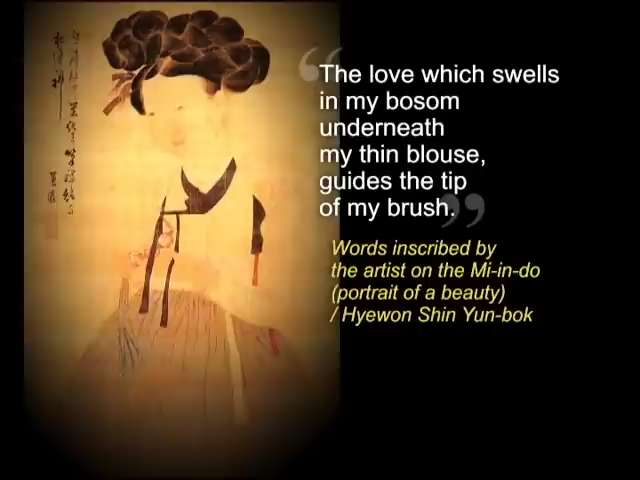 The love which swells
in my bosom
underneath
my thin blouse,
guides the tip
of my brush.
Words inscribed by
the artist on the Mi-in-do
(portrait of a beauty)
/ Hyewon Shin Yun-bok